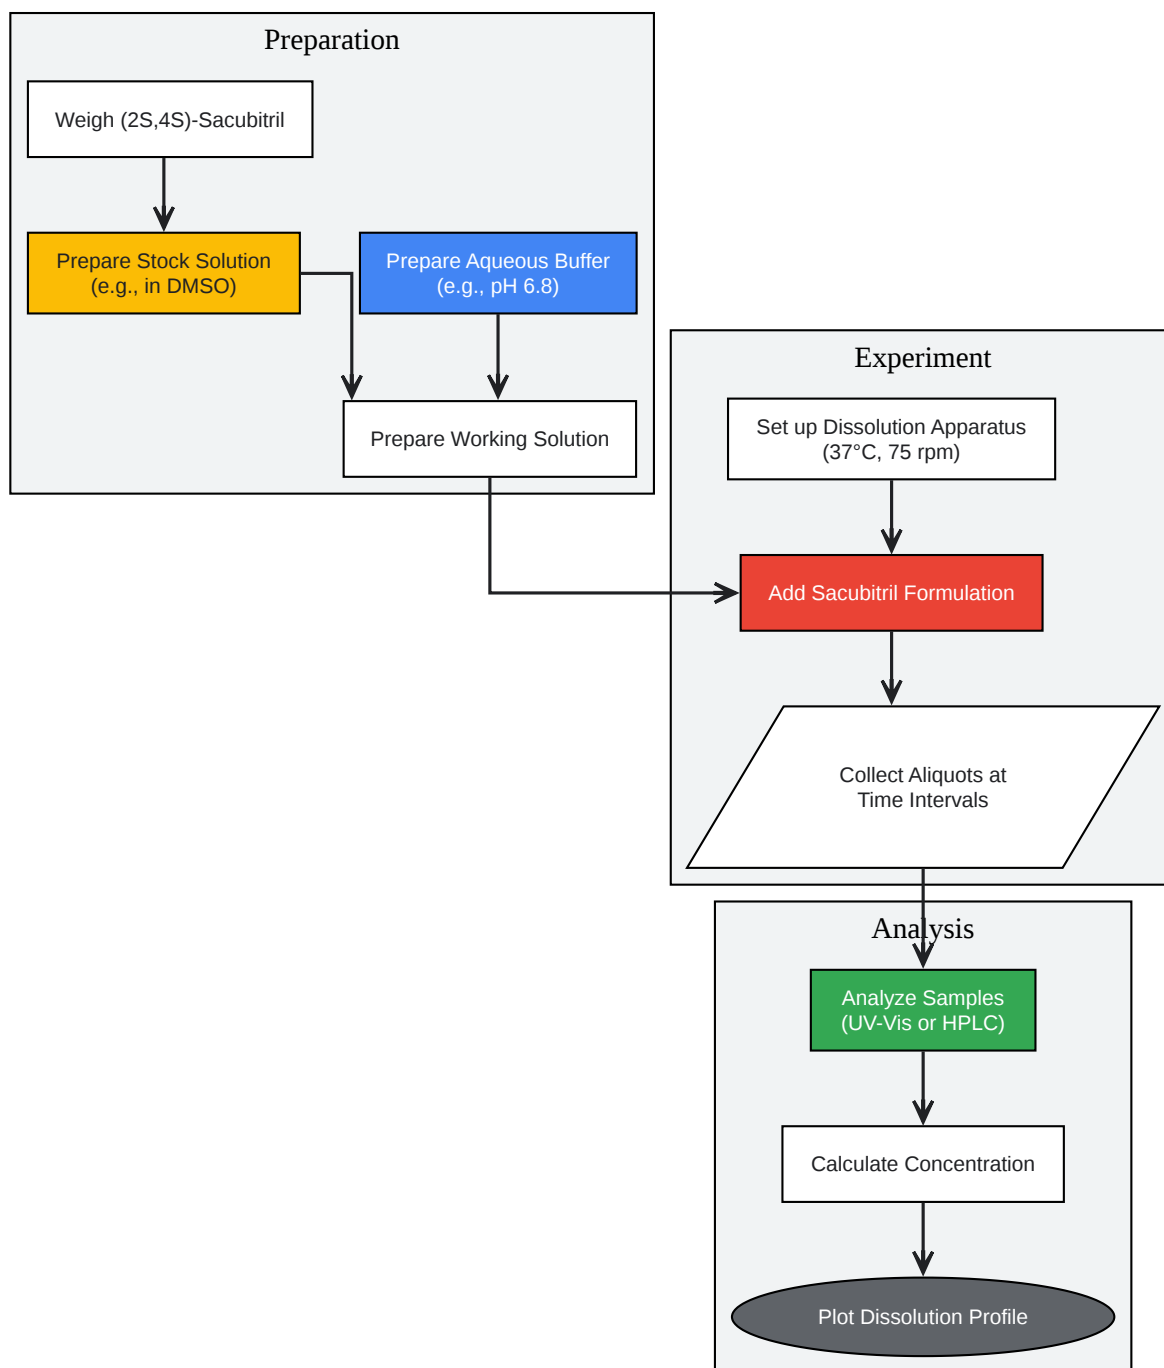 Preparation
Weigh (2S,4S)-Sacubitril
Prepare Stock Solution
(e.g., in DMSO)
Prepare Aqueous Buffer
(e.g., pH 6.8)
Prepare Working Solution
Experiment
Set up Dissolution Apparatus
(37°C, 75 rpm)
Add Sacubitril Formulation
Collect Aliquots at
Time Intervals
Analysis
Analyze Samples
(UV-Vis or HPLC)
Calculate Concentration
Plot Dissolution Profile